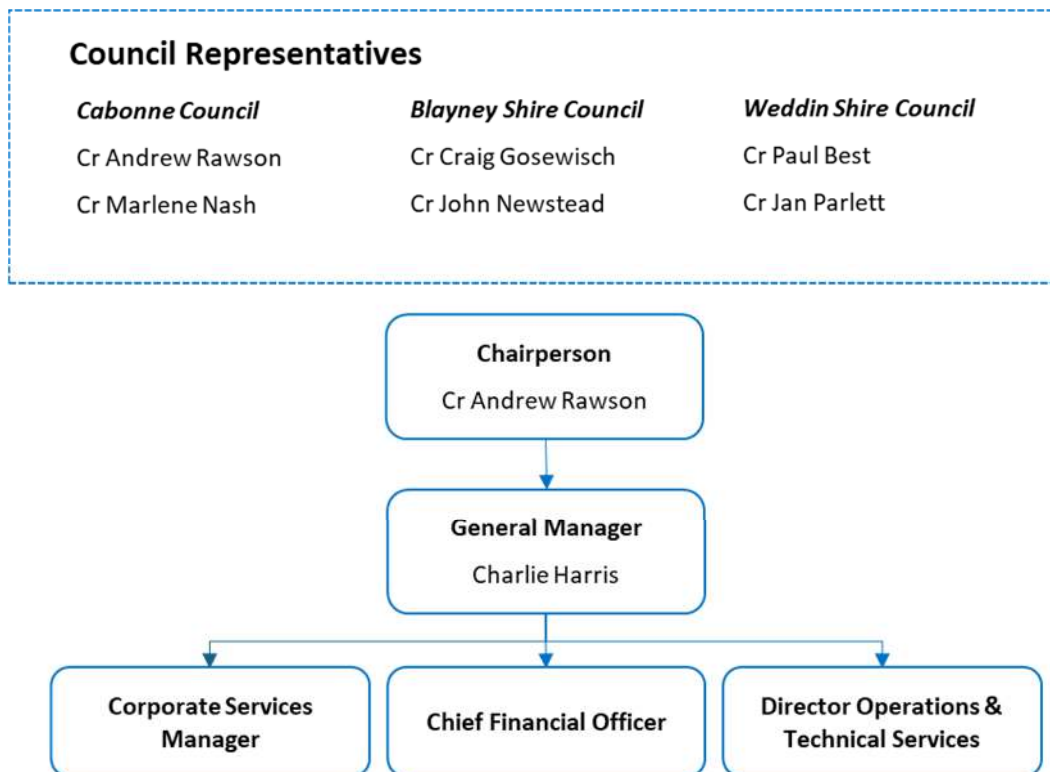 Council Representatives
Cabonne Council
Cr Andrew Rawson
Cr Marlene Nash
Blayney Shire Council
Cr Craig Gosewisch
Cr John Newstead
Weddin Shire Council
Cr Paul Best
Cr Jan Parlett
Chairperson
Cr Andrew Rawson
General Manager
Charlie Harris
Corporate Services
Manager
Chief Financial Officer
Director Operations &
Technical Services